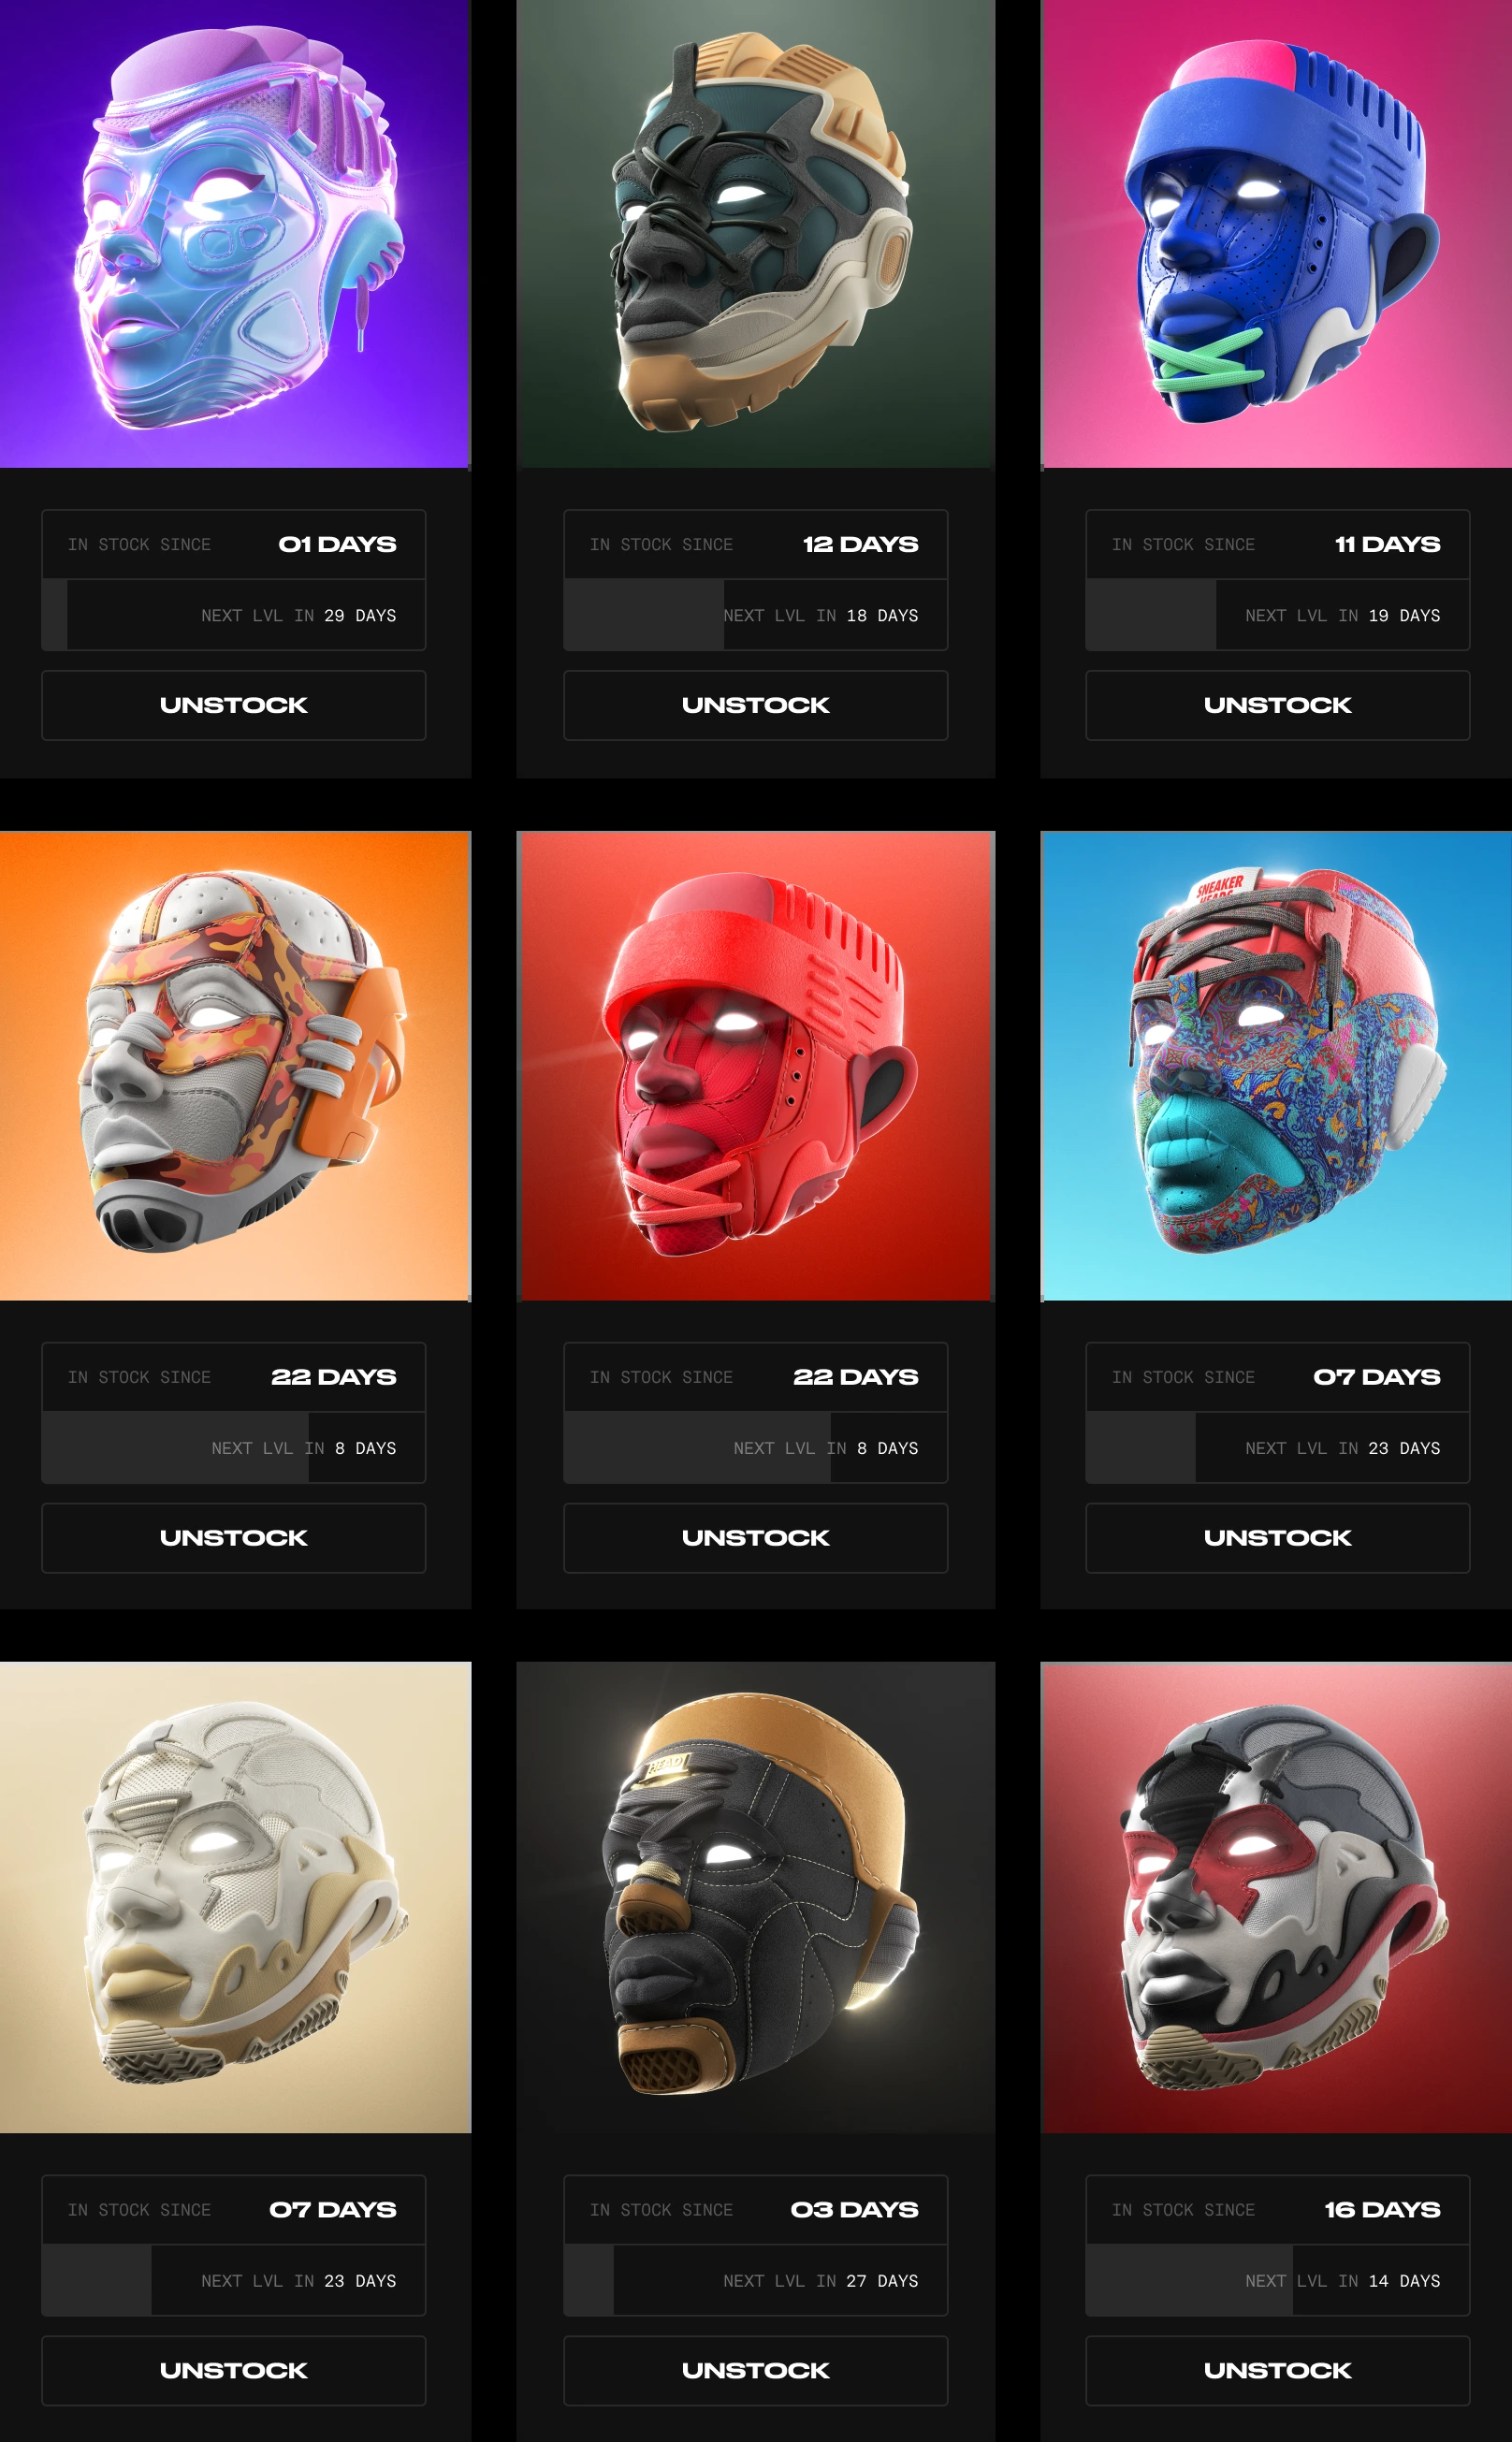 IN STOCK SINCE 01 DAYS
NEXT LVL IN 29 DAYS
UNSTOCK
IN STOCK SINCE 12 DAYS
NEXT LVL IN 18 DAYS
UNSTOCK
IN STOCK SINCE 11 DAYS
NEXT LVL IN 19 DAYS
UNSTOCK
SNEAKER
HEADS
IN STOCK SINCE 22 DAYS
NEXT LVL IN 8 DAYS
UNSTOCK
IN STOCK SINCE 22 DAYS
NEXT LVL IN 8 DAYS
UNSTOCK
IN STOCK SINCE 07 DAYS
NEXT LVL IN 23 DAYS
UNSTOCK
HEAD
IN STOCK SINCE 07 DAYS
NEXT LVL IN 23 DAYS
UNSTOCK
IN STOCK SINCE 03 DAYS
NEXT LVL IN 27 DAYS
UNSTOCK
IN STOCK SINCE 16 DAYS
NEXT LVL IN 14 DAYS
UNSTOCK